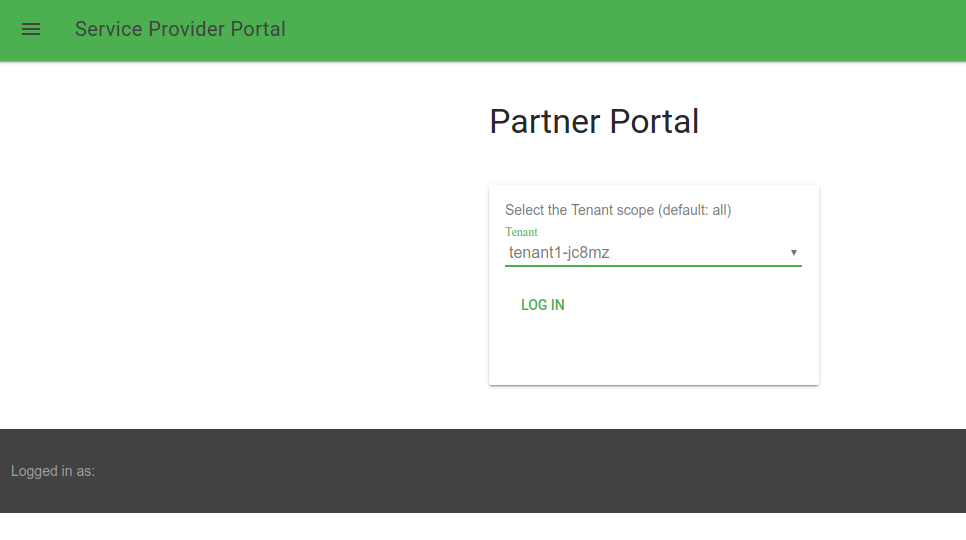 Service Provider Portal
Partner Portal
Select the Tenant scope (default: all)
Tenant
tenant1-jc8mz
LOG IN
Logged in as: